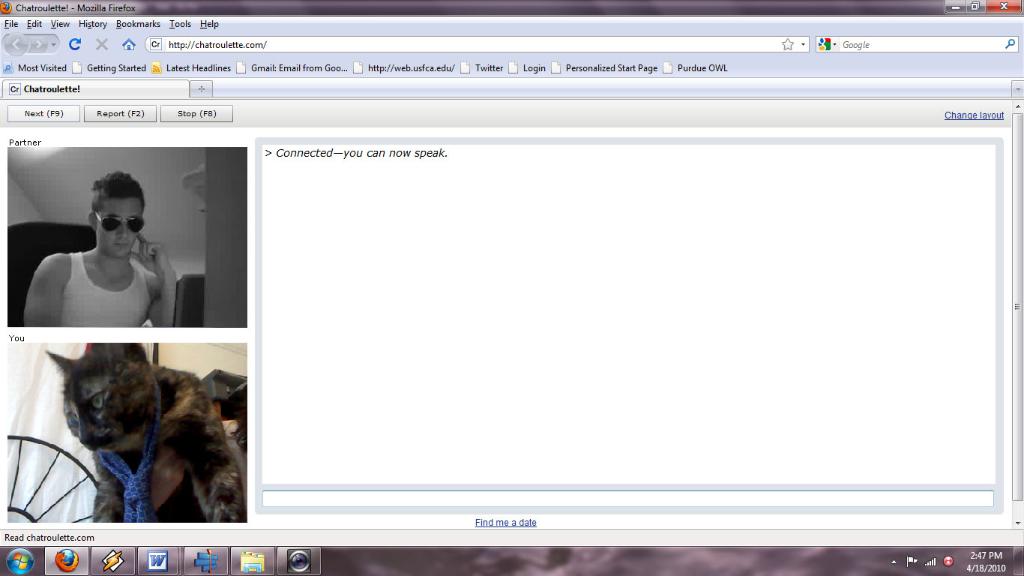 Chatroulette! - Mozilla Firefox
File Edit View History Bookmarks Tools Help
Cr http://chatroulette.com/ Google
Most Visited Getting Started Latest Headlines Gmail: Email from Goo... http://web.usfca.edu/ Twitter Login Personalized Start Page Purdue OWL
Cr Chatroulette!
Next (F9) Report (F2) Stop (F8) Change layout
Partner
> Connected—you can now speak.
You
Find me a date
Read chatroulette.com
2:47 PM
4/18/2010